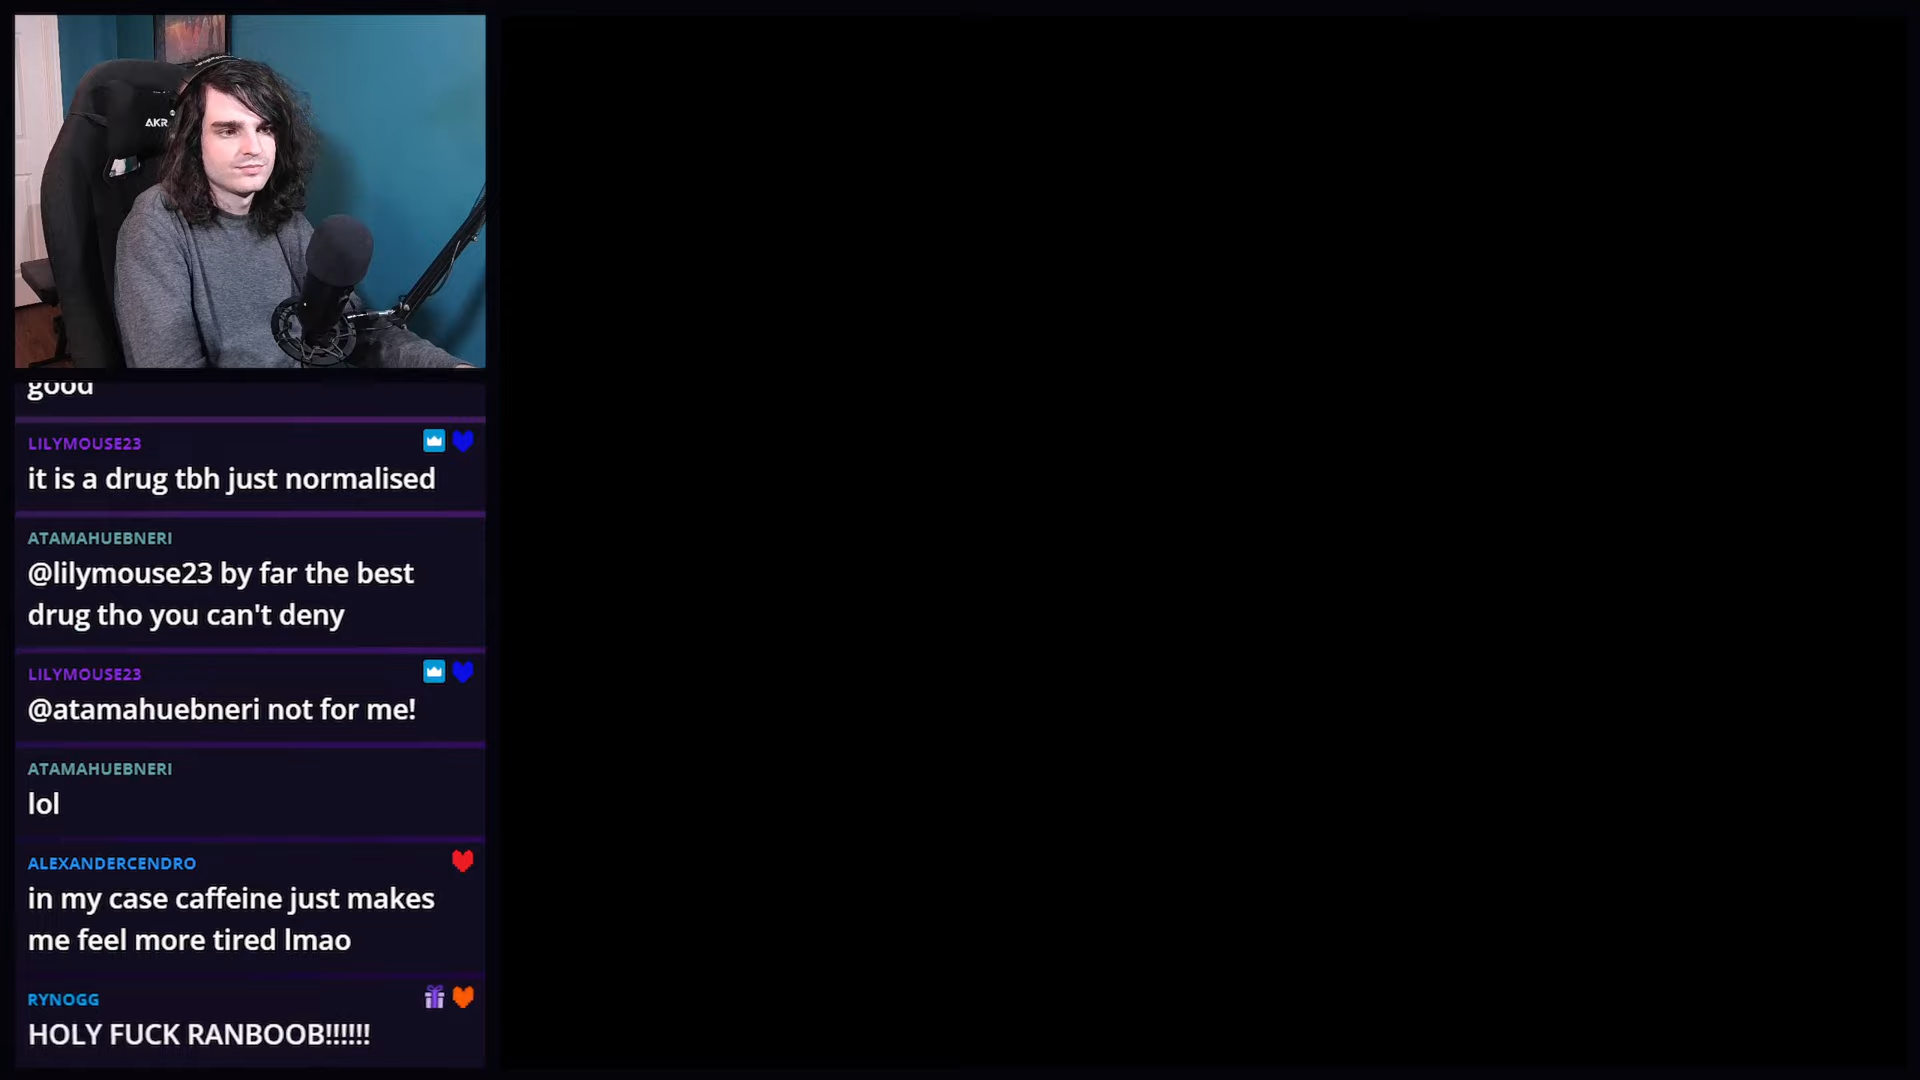 AKR
good
LILYMOUSE23
it is a drug tbh just normalised
ATAMAHUEBNERI
@lilymouse23 by far the best
drug tho you can't deny
LILYMOUSE23
@atamahuebneri not for me!
ATAMAHUEBNERI
lol
ALEXANDERCENDRO
in my case caffeine just makes
me feel more tired lmao
RYNOGG
HOLY FUCK RANBOOB!!!!!!